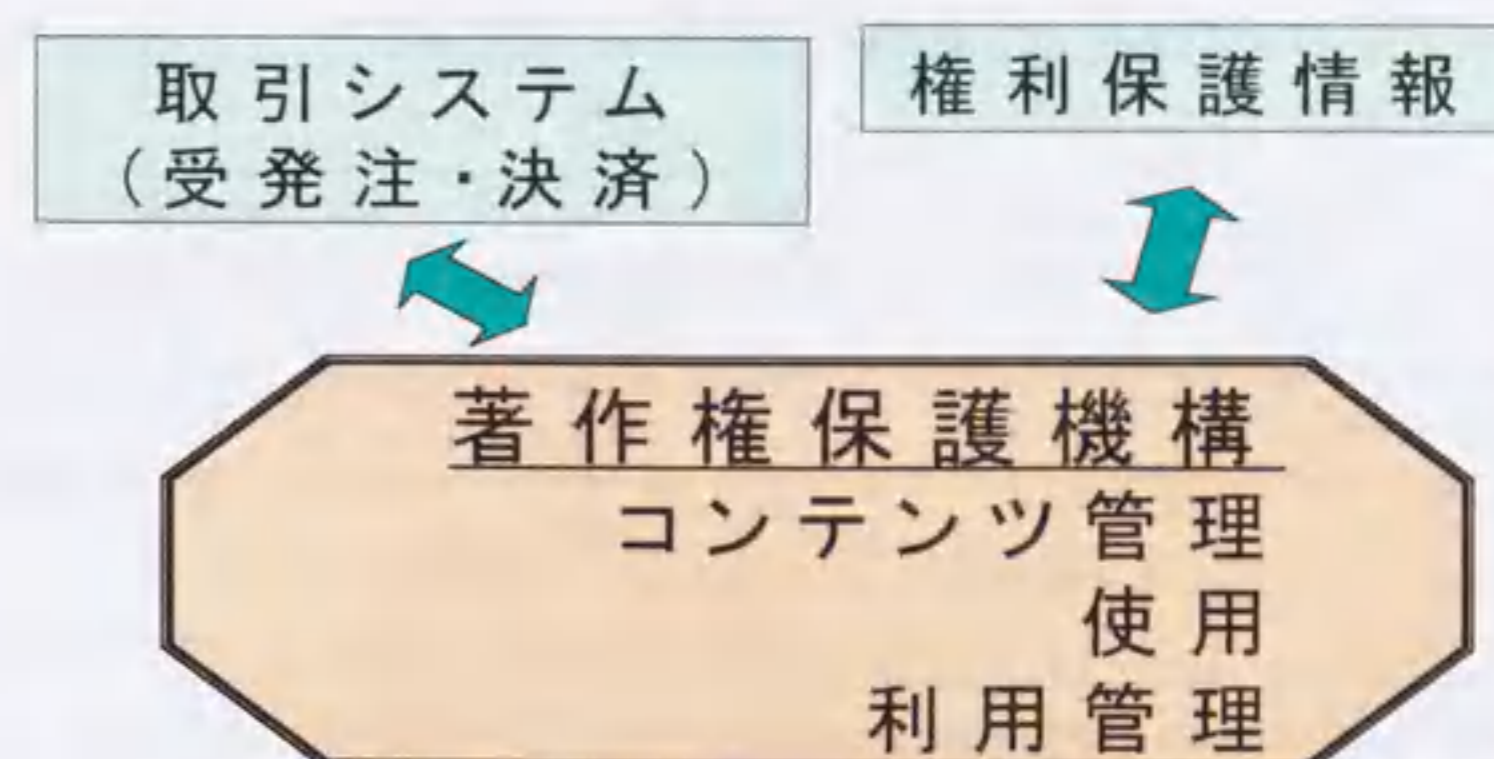 取引システム
(受発注・決済)
権利保護情報
著作権保護機構
コンテンツ管理
使用
利用管理